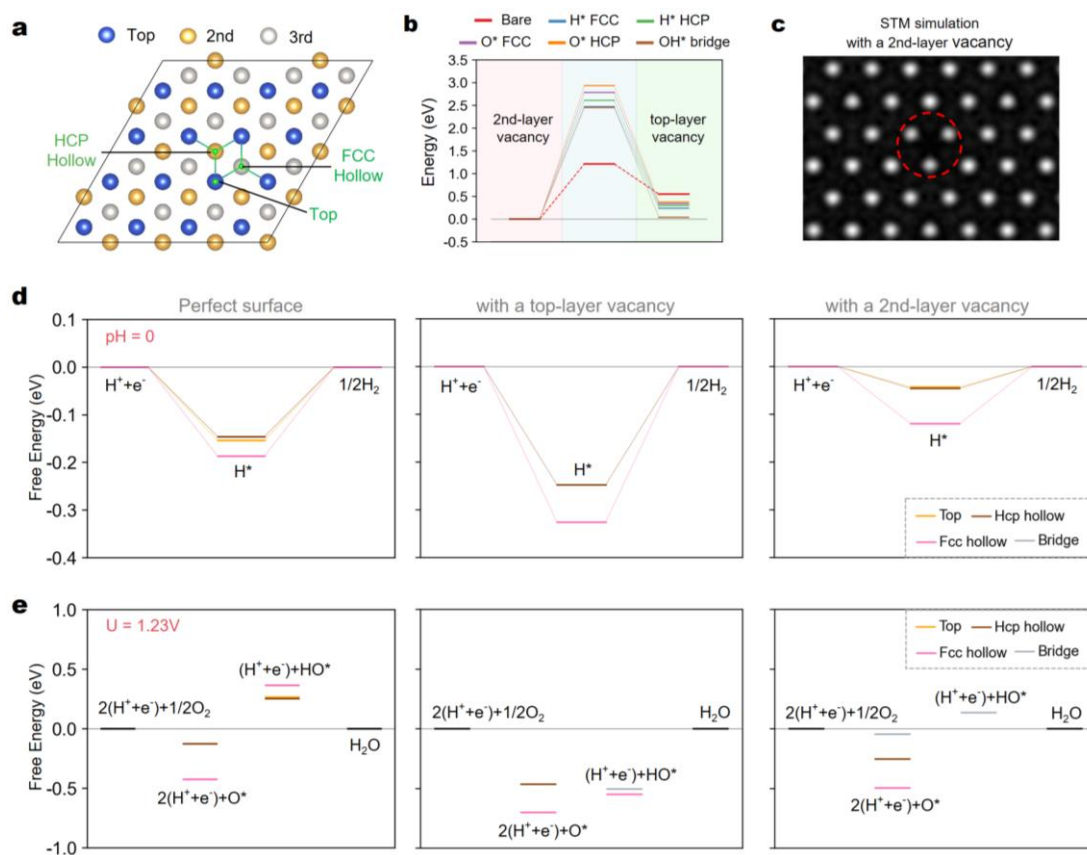 a
Top 2nd 3rd
HCP
Hollow
FCC
Hollow
Top
b
Bare H* FCC H* HCP
O* FCC O* HCP OH* bridge
3.5
3.0
2.5
2.0
1.5
1.0
0.5
0.0
-0.5
Energy (eV)
2nd-layer
vacancy
top-layer
vacancy
c
STM simulation
with a 2nd-layer vacancy
d
Perfect surface
with a top-layer vacancy
with a 2nd-layer vacancy
0.1
0.0
-0.1
-0.2
-0.3
-0.4
Free Energy (eV)
pH = 0
H⁺+e⁻
1/2H₂
H*
H⁺+e⁻
1/2H₂
H*
H⁺+e⁻
1/2H₂
H*
Top Hcp hollow
Fcc hollow Bridge
e
1.0
0.5
0.0
-0.5
-1.0
Free Energy (eV)
U = 1.23V
(H⁺+e⁻)+HO*
2(H⁺+e⁻)+1/2O₂
H₂O
2(H⁺+e⁻)+O*
2(H⁺+e⁻)+1/2O₂
H₂O
(H⁺+e⁻)+HO*
2(H⁺+e⁻)+O*
Top Hcp hollow
Fcc hollow Bridge
(H⁺+e⁻)+HO*
2(H⁺+e⁻)+1/2O₂
H₂O
2(H⁺+e⁻)+O*